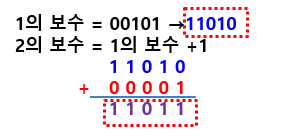 1의 보수 = 00101 →11010
2의 보수 = 1의 보수 +1
1 1 0 1 0
+ 0 0 0 0 1
1 1 0 1 1